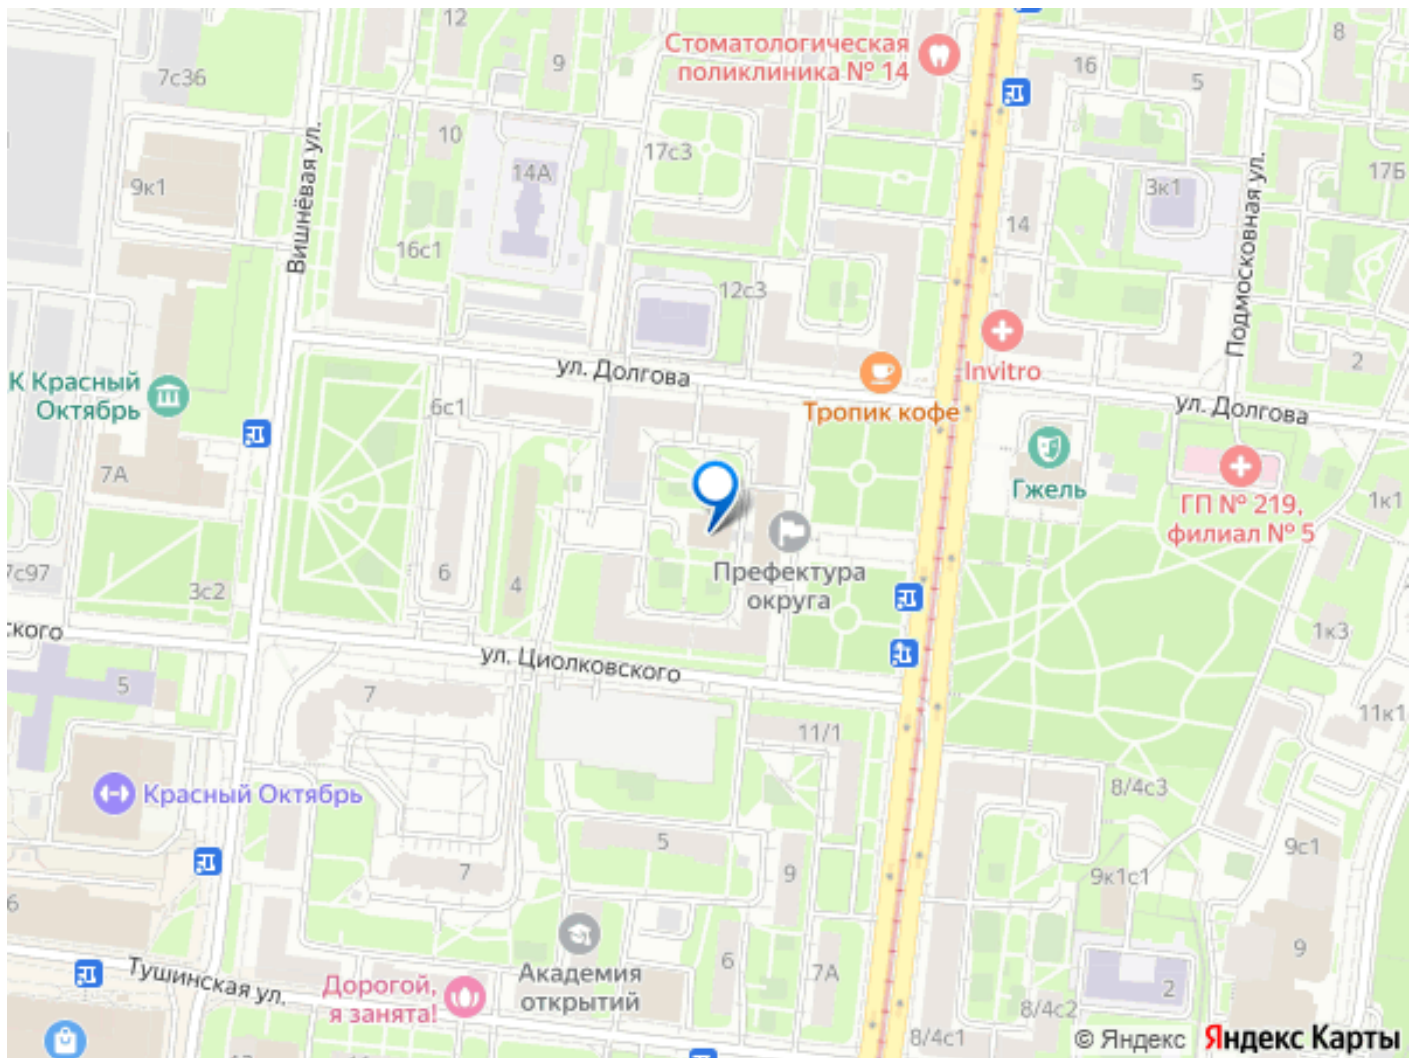 12
Стоматологическая
поликлиника № 14
8
9
16
5
7с36
10
17с3
14А
17Б
9к1
3к1
Вишнёвая ул.
Подмосковная ул.
14
16с1
12с3
ул. Долгова
2
Invitro
К Красный
Октябрь
6с1
Тропик кофе
ул. Долгова
7А
Гжель
ГП № 219,
филиал № 5
1к1
7с97
3с2
6
4
Префектура
округа
ского
1к3
ул. Циолковского
5
7
11/1
11к1
Красный Октябрь
8/4с3
5
9с1
7
9
9к1с1
6
9
Тушинская ул.
Дорогой,
я занята!
Академия
открытий
6
7А
2
8/4с2
8/4с1
© Яндекс Яндекс Карты